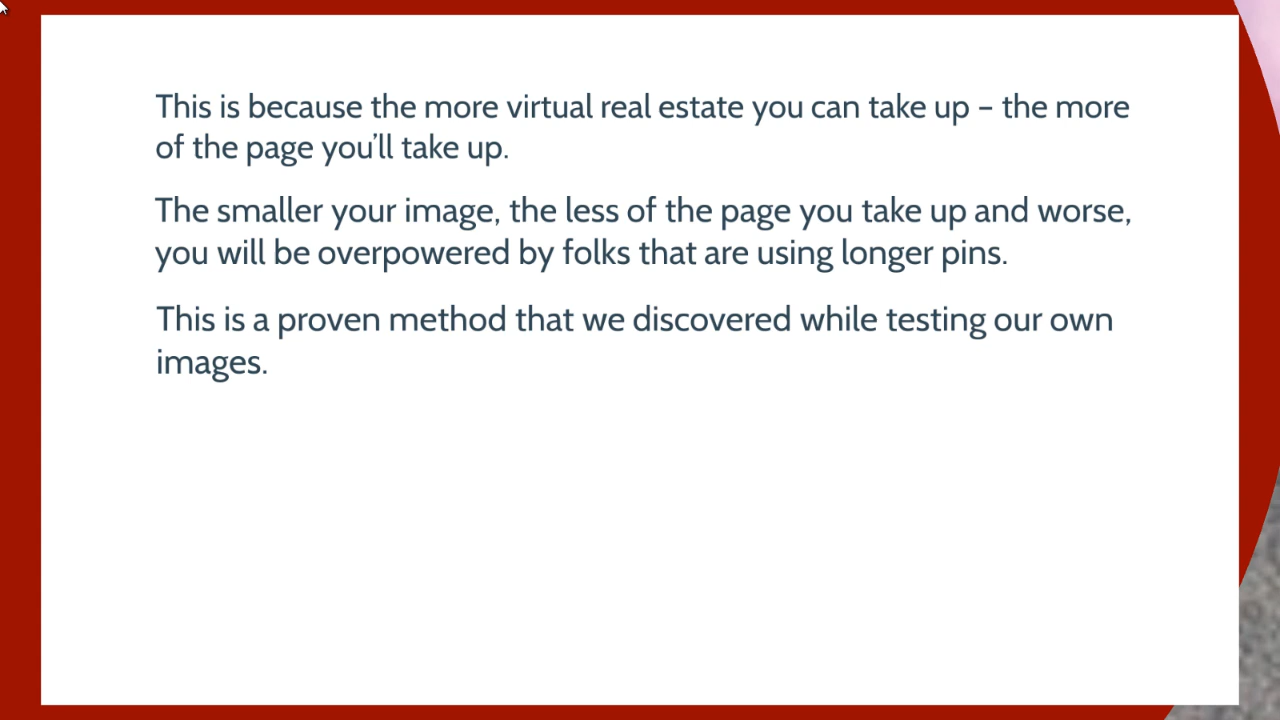 This is because the more virtual real estate you can take up – the more
of the page you’ll take up.
The smaller your image, the less of the page you take up and worse,
you will be overpowered by folks that are using longer pins.
This is a proven method that we discovered while testing our own
images.